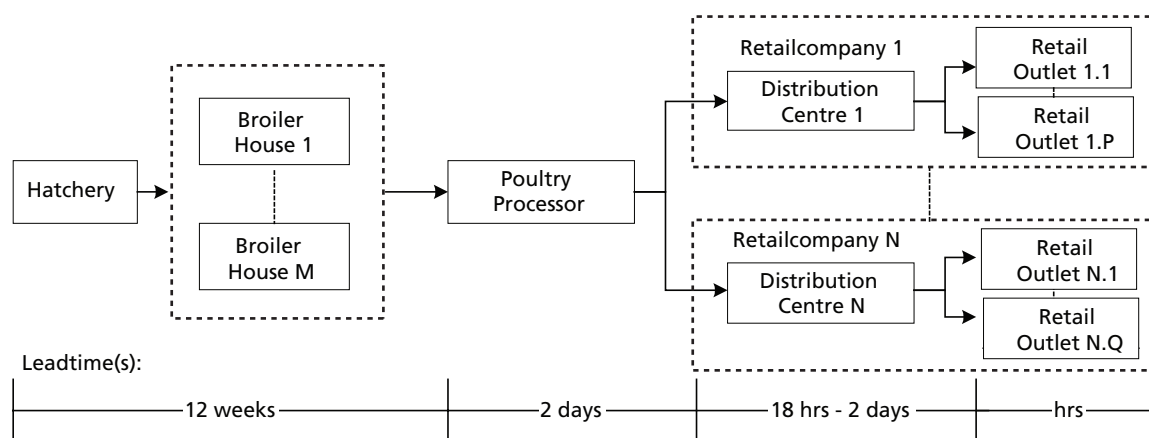 Hatchery
Broiler
House 1
Broiler
House M
Poultry
Processor
Retailcompany 1
Distribution
Centre 1
Retail
Outlet 1.1
Retail
Outlet 1.P
Retailcompany N
Distribution
Centre N
Retail
Outlet N.1
Retail
Outlet N.Q
Leadtime(s):
12 weeks
2 days
18 hrs - 2 days
hrs